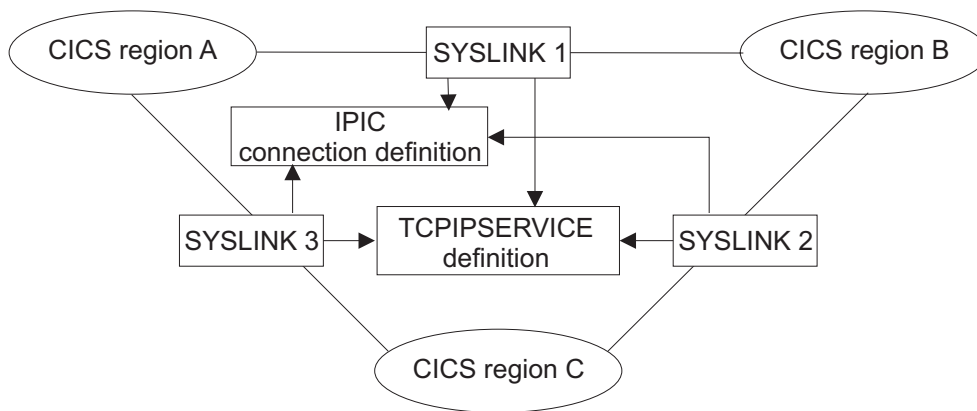 CICS region A
SYSLINK 1
CICS region B
IPIC
connection definition
SYSLINK 3
TCPIPSERVICE
definition
SYSLINK 2
CICS region C